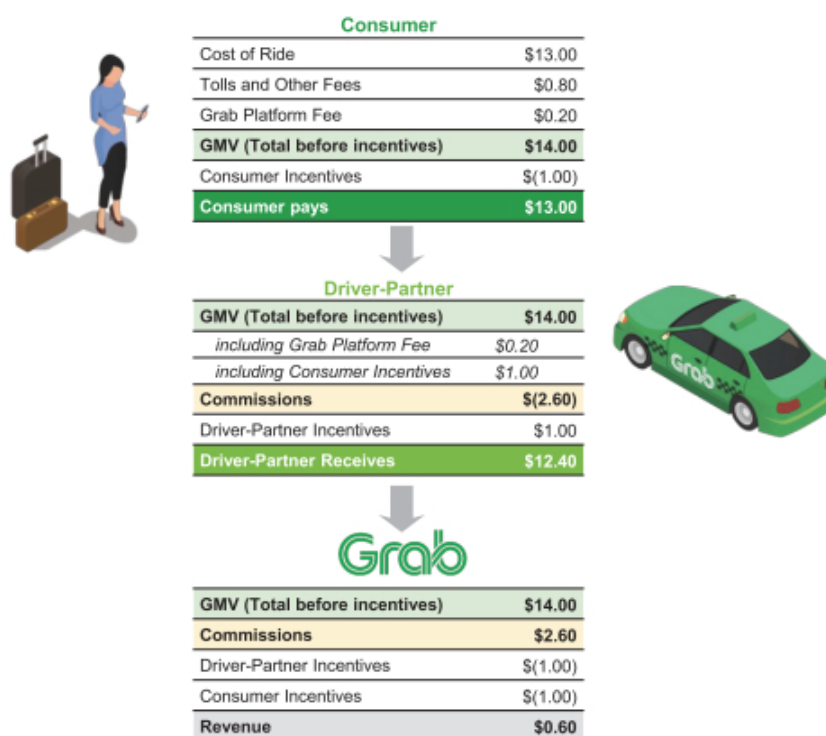 Consumer
Cost of Ride $13.00
Tolls and Other Fees $0.80
Grab Platform Fee $0.20
GMV (Total before incentives) $14.00
Consumer Incentives $(1.00)
Consumer pays $13.00
Driver-Partner
GMV (Total before incentives) $14.00
including Grab Platform Fee $0.20
including Consumer Incentives $1.00
Commissions $(2.60)
Driver-Partner Incentives $1.00
Driver-Partner Receives $12.40
Grab
Grab
GMV (Total before incentives) $14.00
Commissions $2.60
Driver-Partner Incentives $(1.00)
Consumer Incentives $(1.00)
Revenue $0.60